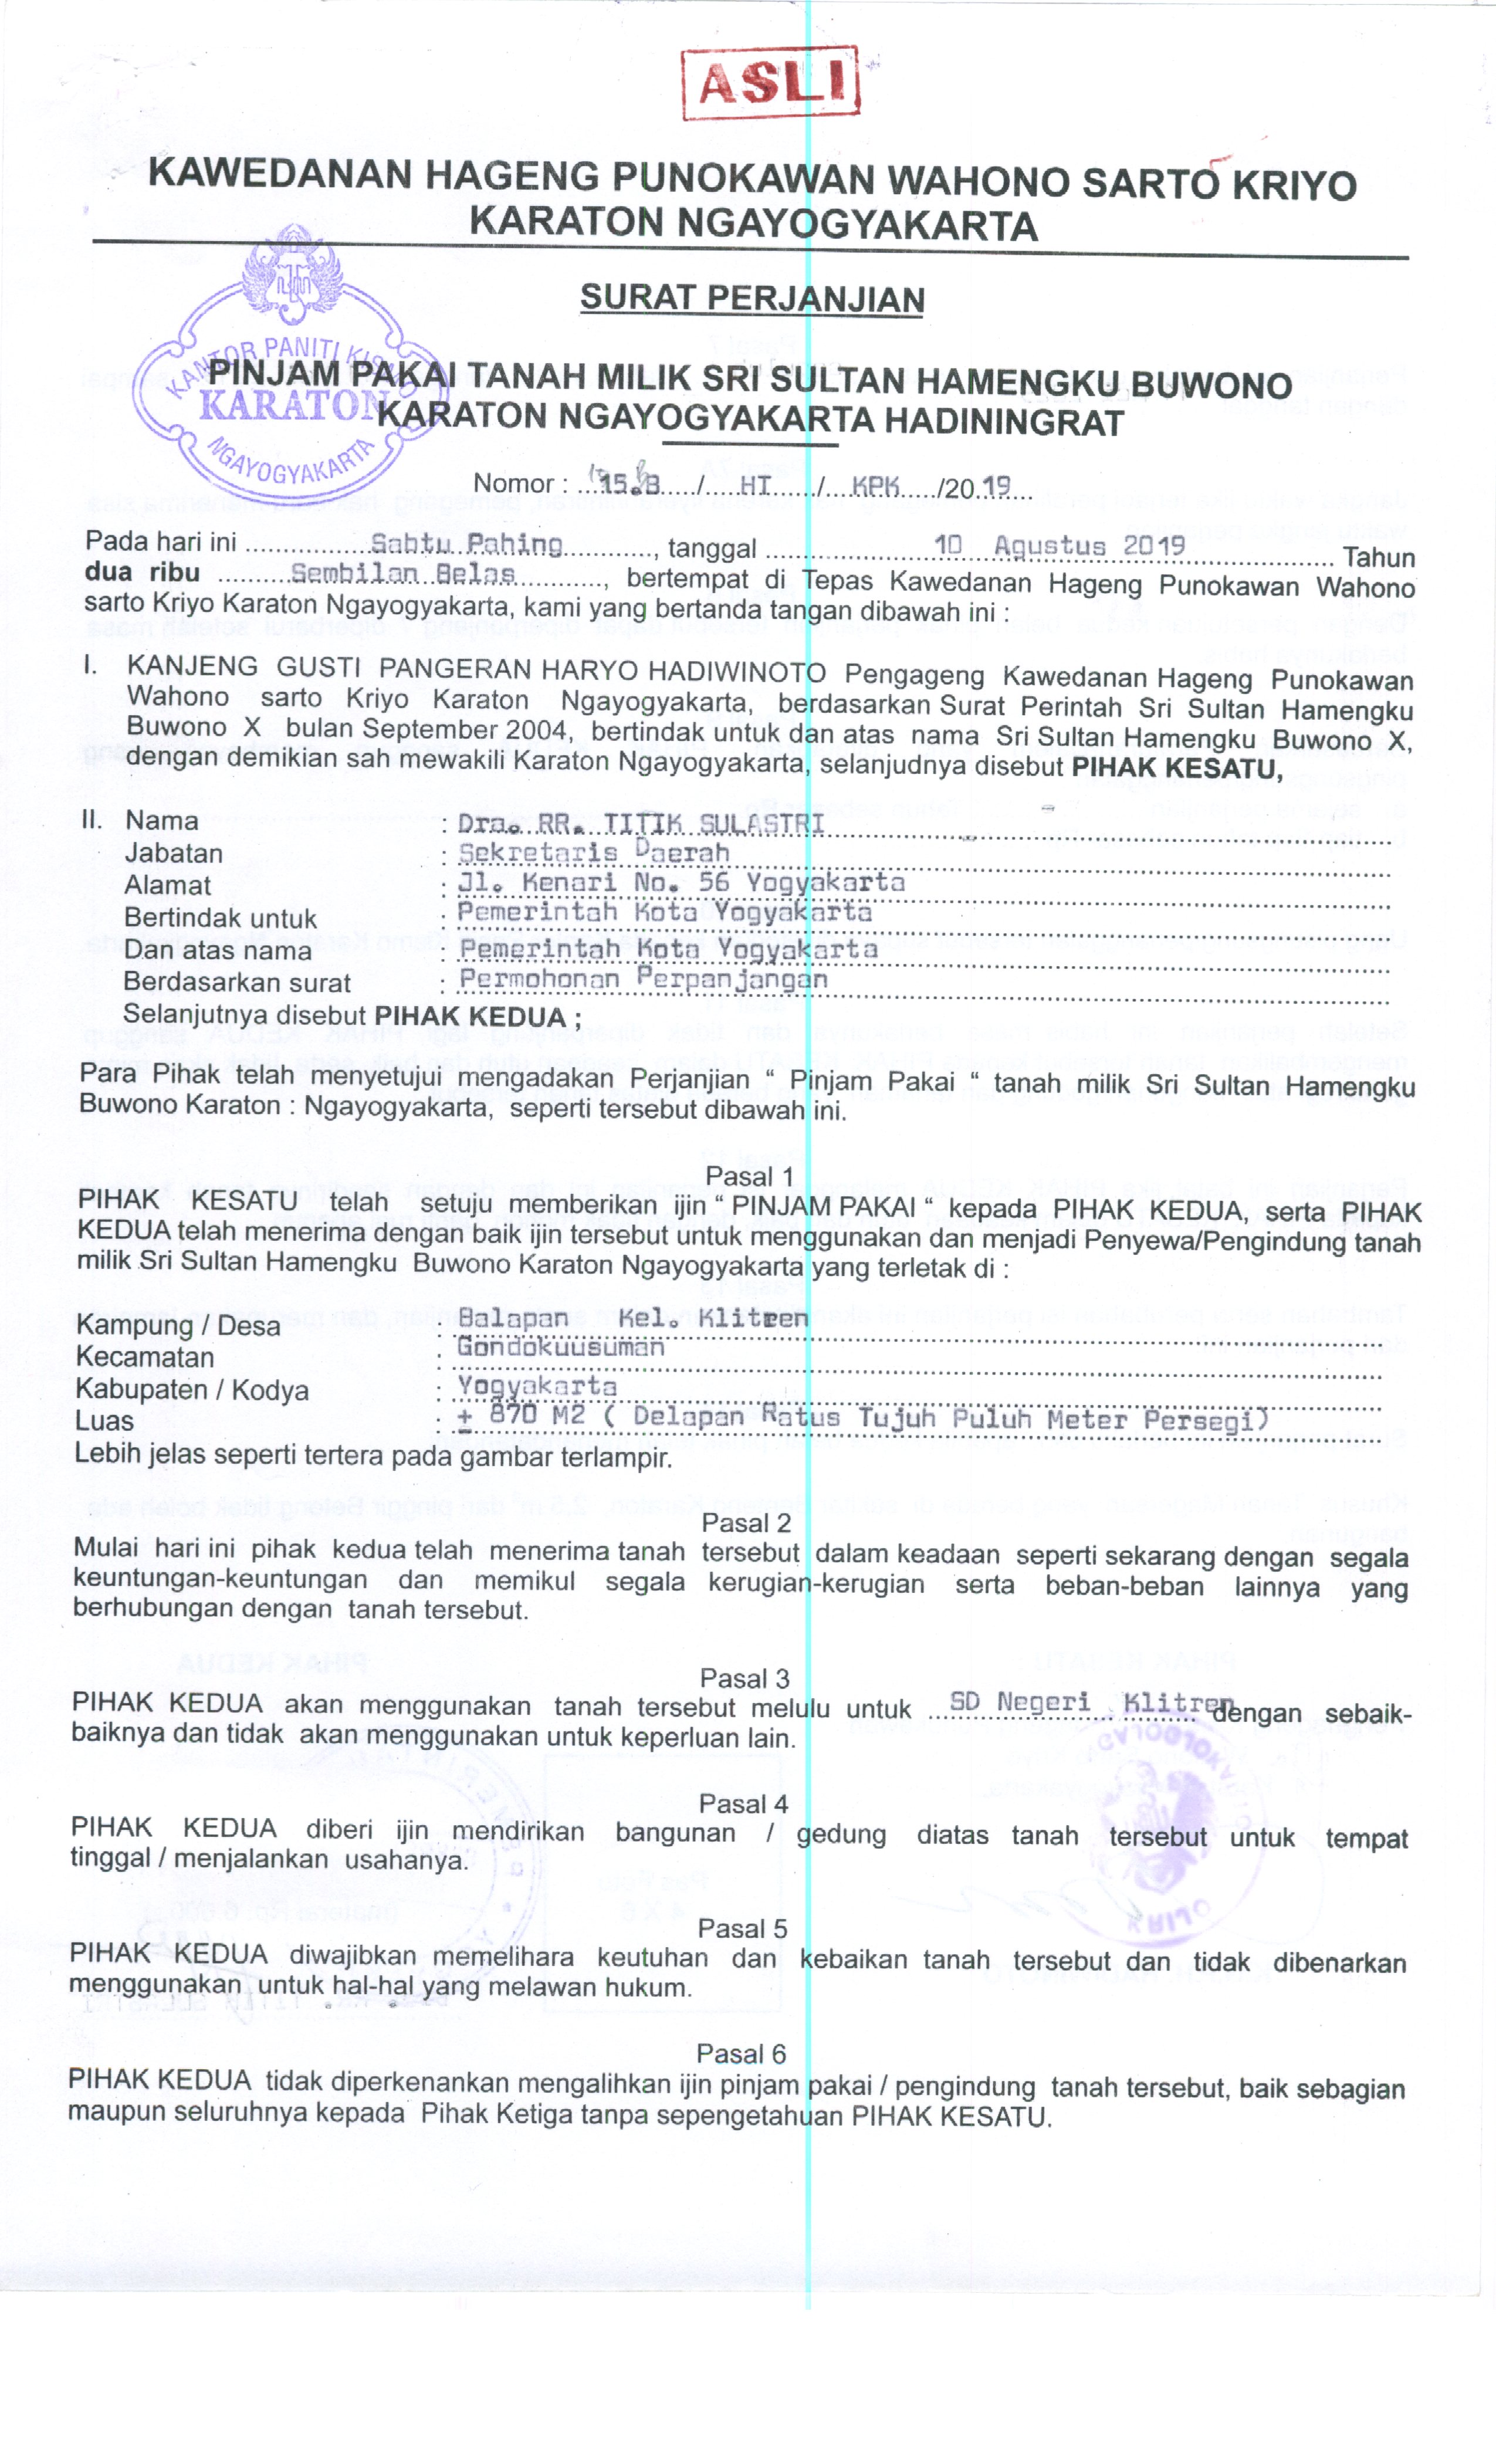 ASLI
KAWEDANAN HAGENG PUNOKAWAN WAHONO SARTO KRIYO
KARATON NGAYOGYAKARTA
SURAT PERJANJIAN
KANTOR PANITI KISMO
KARATON
NGAYOGYAKARTA
PINJAM PAKAI TANAH MILIK SRI SULTAN HAMENGKU BUWONO
KARATON NGAYOGYAKARTA HADININGRAT
Nomor : 15.B / HI / KPK /2019
Pada hari ini Sabtu Pahing, tanggal 10 Agustus 2019 Tahun
dua ribu Sembilan Belas, bertempat di Tepas Kawedanan Hageng Punokawan Wahono
sarto Kriyo Karaton Ngayogyakarta, kami yang bertanda tangan dibawah ini :
I. KANJENG GUSTI PANGERAN HARYO HADIWINOTO Pengageng Kawedanan Hageng Punokawan
Wahono sarto Kriyo Karaton Ngayogyakarta, berdasarkan Surat Perintah Sri Sultan Hamengku
Buwono X bulan September 2004, bertindak untuk dan atas nama Sri Sultan Hamengku Buwono X,
dengan demikian sah mewakili Karaton Ngayogyakarta, selanjudnya disebut PIHAK KESATU,
II. Nama : Dra. RR. TITIK SULASTRI
Jabatan : Sekretaris Daerah
Alamat : Jl. Kenari No. 56 Yogyakarta
Bertindak untuk : Pemerintah Kota Yogyakarta
Dan atas nama : Pemerintah Kota Yogyakarta
Berdasarkan surat : Permohonan Perpanjangan
Selanjutnya disebut PIHAK KEDUA ;
Para Pihak telah menyetujui mengadakan Perjanjian “ Pinjam Pakai “ tanah milik Sri Sultan Hamengku
Buwono Karaton : Ngayogyakarta, seperti tersebut dibawah ini.
Pasal 1
PIHAK KESATU telah setuju memberikan ijin “ PINJAM PAKAI “ kepada PIHAK KEDUA, serta PIHAK
KEDUA telah menerima dengan baik ijin tersebut untuk menggunakan dan menjadi Penyewa/Pengindung tanah
milik Sri Sultan Hamengku Buwono Karaton Ngayogyakarta yang terletak di :
Kampung / Desa : Balapan Kel. Klitren
Kecamatan : Gondokuusuman
Kabupaten / Kodya : Yogyakarta
Luas : ± 870 M2 ( Delapan Ratus Tujuh Puluh Meter Persegi)
Lebih jelas seperti tertera pada gambar terlampir.
Pasal 2
Mulai hari ini pihak kedua telah menerima tanah tersebut dalam keadaan seperti sekarang dengan segala
keuntungan-keuntungan dan memikul segala kerugian-kerugian serta beban-beban lainnya yang
berhubungan dengan tanah tersebut.
Pasal 3
PIHAK KEDUA akan menggunakan tanah tersebut melulu untuk SD Negeri Klitren dengan sebaik-
baiknya dan tidak akan menggunakan untuk keperluan lain.
Pasal 4
PIHAK KEDUA diberi ijin mendirikan bangunan / gedung diatas tanah tersebut untuk tempat
tinggal / menjalankan usahanya.
Pasal 5
PIHAK KEDUA diwajibkan memelihara keutuhan dan kebaikan tanah tersebut dan tidak dibenarkan
menggunakan untuk hal-hal yang melawan hukum.
Pasal 6
PIHAK KEDUA tidak diperkenankan mengalihkan ijin pinjam pakai / pengindung tanah tersebut, baik sebagian
maupun seluruhnya kepada Pihak Ketiga tanpa sepengetahuan PIHAK KESATU.